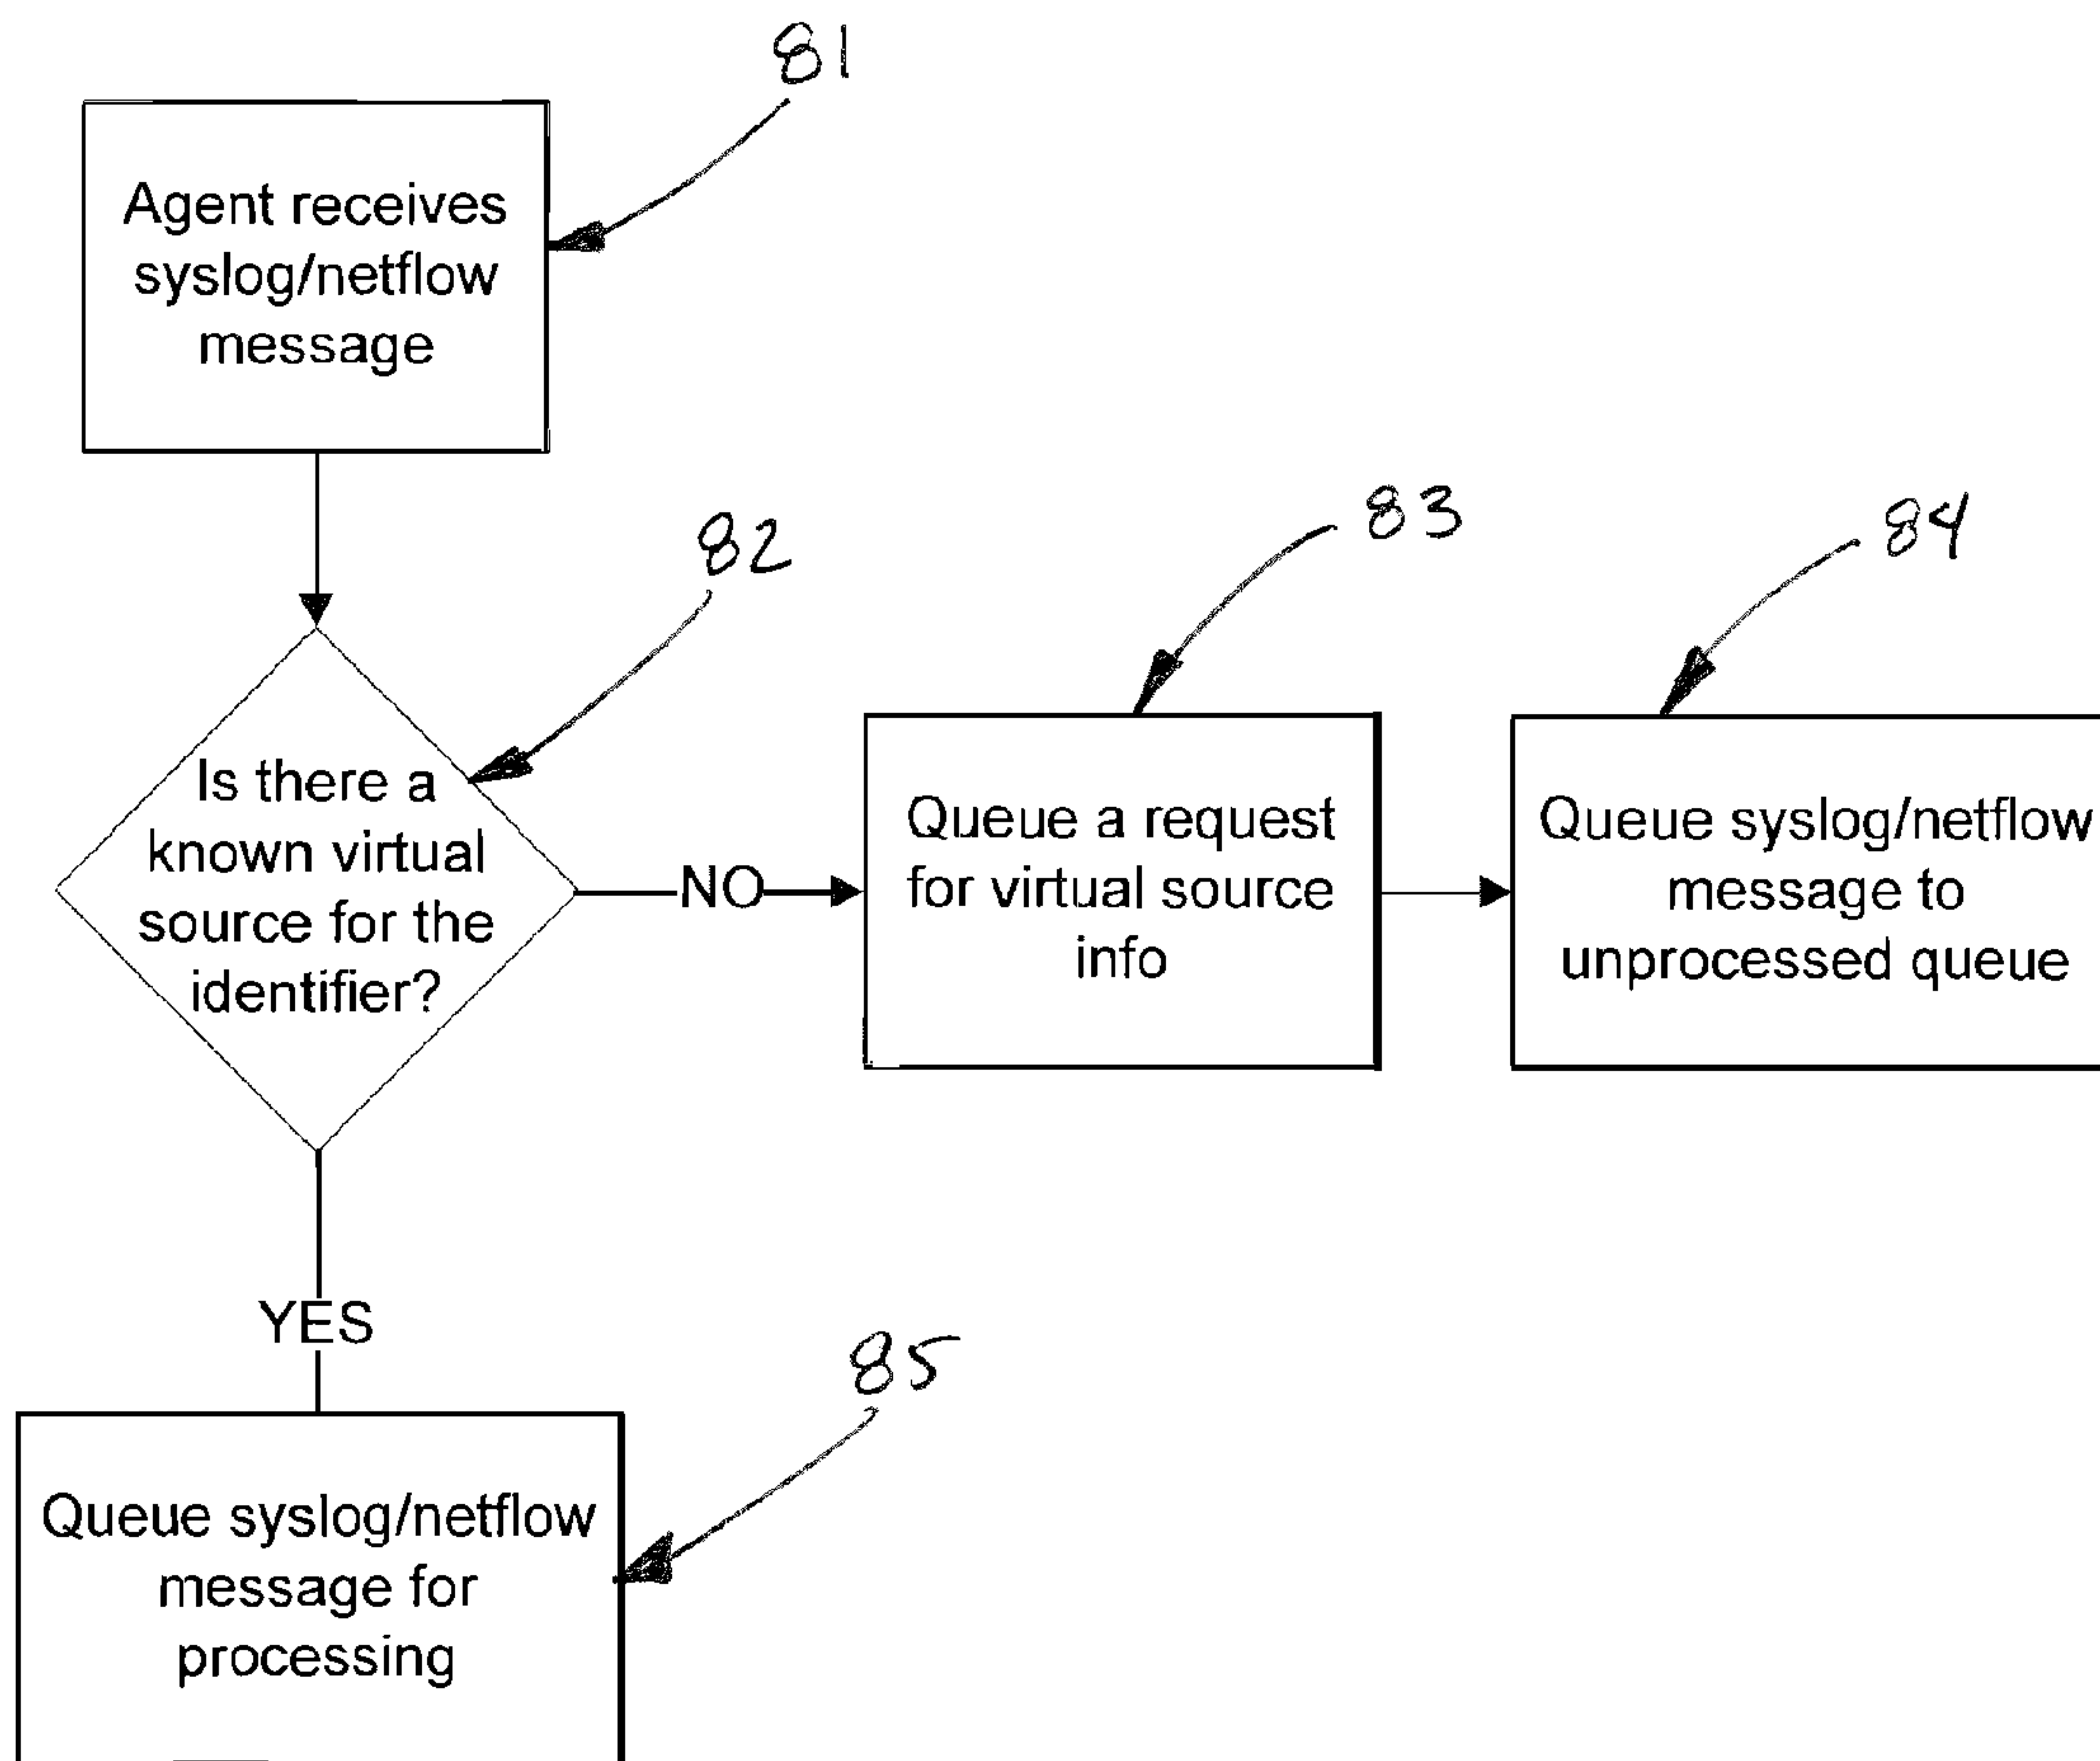 81
Agent receives
syslog/netflow
message
82
83
84
Is there a
known virtual
source for the
identifier?
NO
Queue a request
for virtual source
info
Queue syslog/netflow
message to
unprocessed queue
YES
85
Queue syslog/netflow
message for
processing